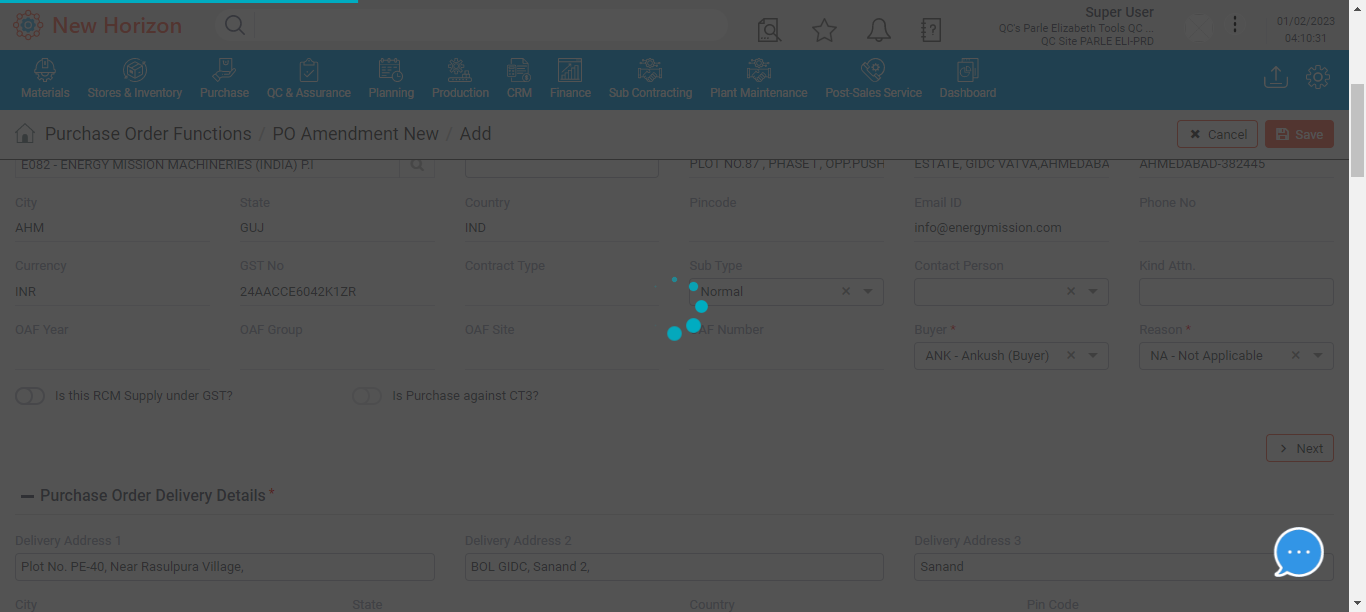 New Horizon
Super User
QC's Parle Elizabeth Tools QC ...
QC Site PARLE ELI-PRD
01/02/2023
04:10:31
Materials Stores & Inventory Purchase QC & Assurance Planning Production CRM Finance Sub Contracting Plant Maintenance Post-Sales Service Dashboard
Purchase Order Functions / PO Amendment New / Add
Cancel Save
E082 - ENERGY MISSION MACHINERIES (INDIA) P.l PLOT NO.87 , PHASE I , OPP.PUSH ESTATE, GIDC VATVA,AHMEDABA AHMEDABAD-382445
City State Country Pincode Email ID Phone No
AHM GUJ IND info@energymission.com
Currency GST No Contract Type Sub Type Contact Person Kind Attn.
INR 24AACCE6042K1ZR Normal
OAF Year OAF Group OAF Site OAF Number Buyer * Reason *
ANK - Ankush (Buyer) NA - Not Applicable
Is this RCM Supply under GST? Is Purchase against CT3?
Next
Purchase Order Delivery Details *
Delivery Address 1 Delivery Address 2 Delivery Address 3
Plot No. PE-40, Near Rasulpura Village, BOL GIDC, Sanand 2, Sanand
City State Country Pin Code